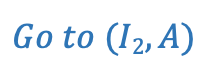 Go to (I₂, A)